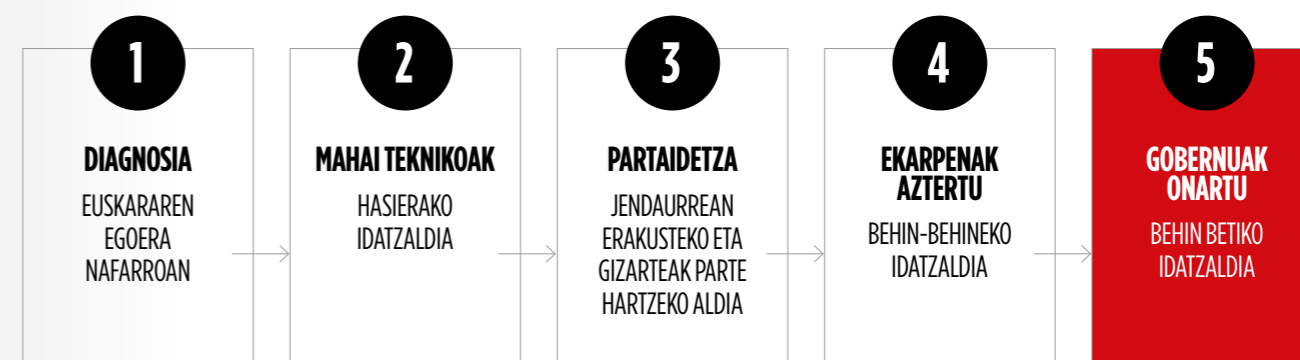 1
DIAGNOSIA
EUSKARAREN
EGOERA
NAFARROAN
2
MAHAI TEKNIKOAK
HASIERAKO
IDATZALDIA
3
PARTAIDETZA
JENDAURREAN
ERAKUSTEKO ETA
GIZARTEAK PARTE
HARTZEKO ALDIA
4
EKARPENAK
AZTERTU
BEHIN-BEHINEKO
IDATZALDIA
5
GOBERNUAK
ONARTU
BEHIN BETIKO
IDATZALDIA